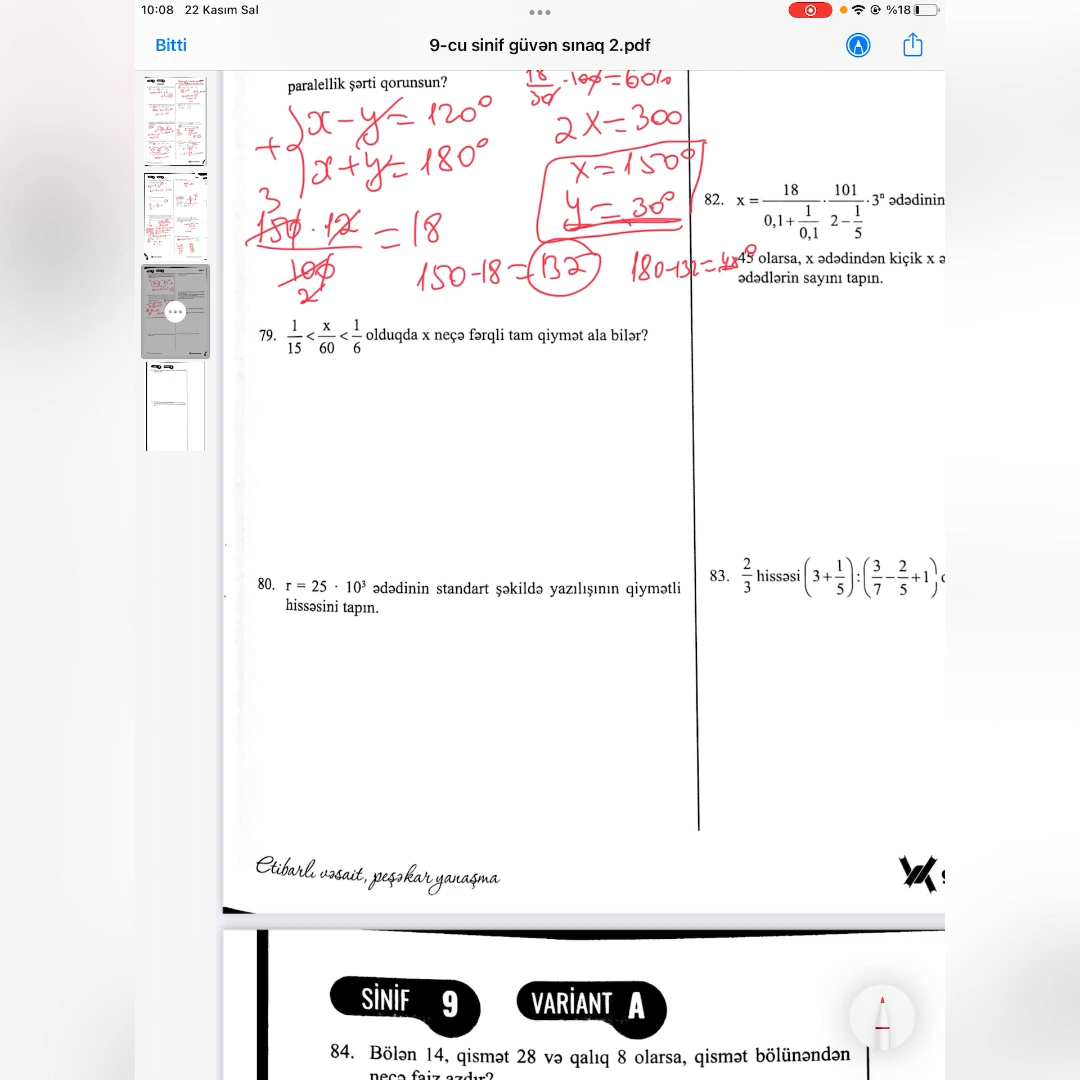 10:08 22 Kasım Sal
%18
Bitti
9-cu sinif güvən sınaq 2.pdf
paralellik şərti qorunsun?
18/30 · 100 = 60%
+ { x - y = 120°
x + y = 180°
2x = 300
x = 150°
y = 30°
3
150 · 12 / 100 = 18
2
150-18=132
180-132=48°
79. 1/15 < x/60 < 1/6 olduqda x neçə fərqli tam qiymət ala bilər?
80. r = 25 · 10³ ədədinin standart şəkildə yazılışının qiymətli
hissəsini tapın.
82. x = 18/(0,1+1/0,1) · 101/(2-1/5) · 3ⁿ ədədinin
45 olarsa, x ədədindən kiçik x ə
ədədlərin sayını tapın.
83. 2/3 hissəsi (3+1/5):(3/7-2/5+1)
Etibarlı vəsait, peşəkar yanaşma
SİNİF 9
VARİANT A
84. Bölən 14, qismət 28 və qalıq 8 olarsa, qismət bölünəndən
neçə faiz azdır?